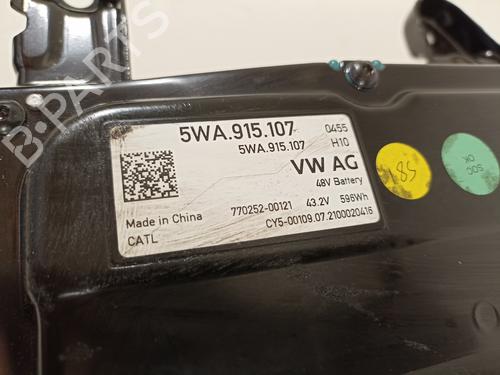 B-PARTS
5WA.915.107 0455
5WA.915.107 H10
VW AG
48V Battery
770252-00121 43.2V 596Wh
Made in China
CATL CY5-00109.07.2100020416
58
SOC
OK